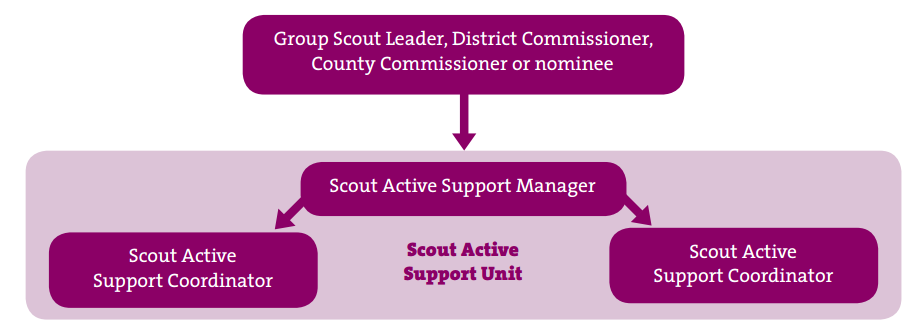 Group Scout Leader, District Commissioner,
County Commissioner or nominee
Scout Active Support Manager
Scout Active
Support Coordinator
Scout Active
Support Unit
Scout Active
Support Coordinator